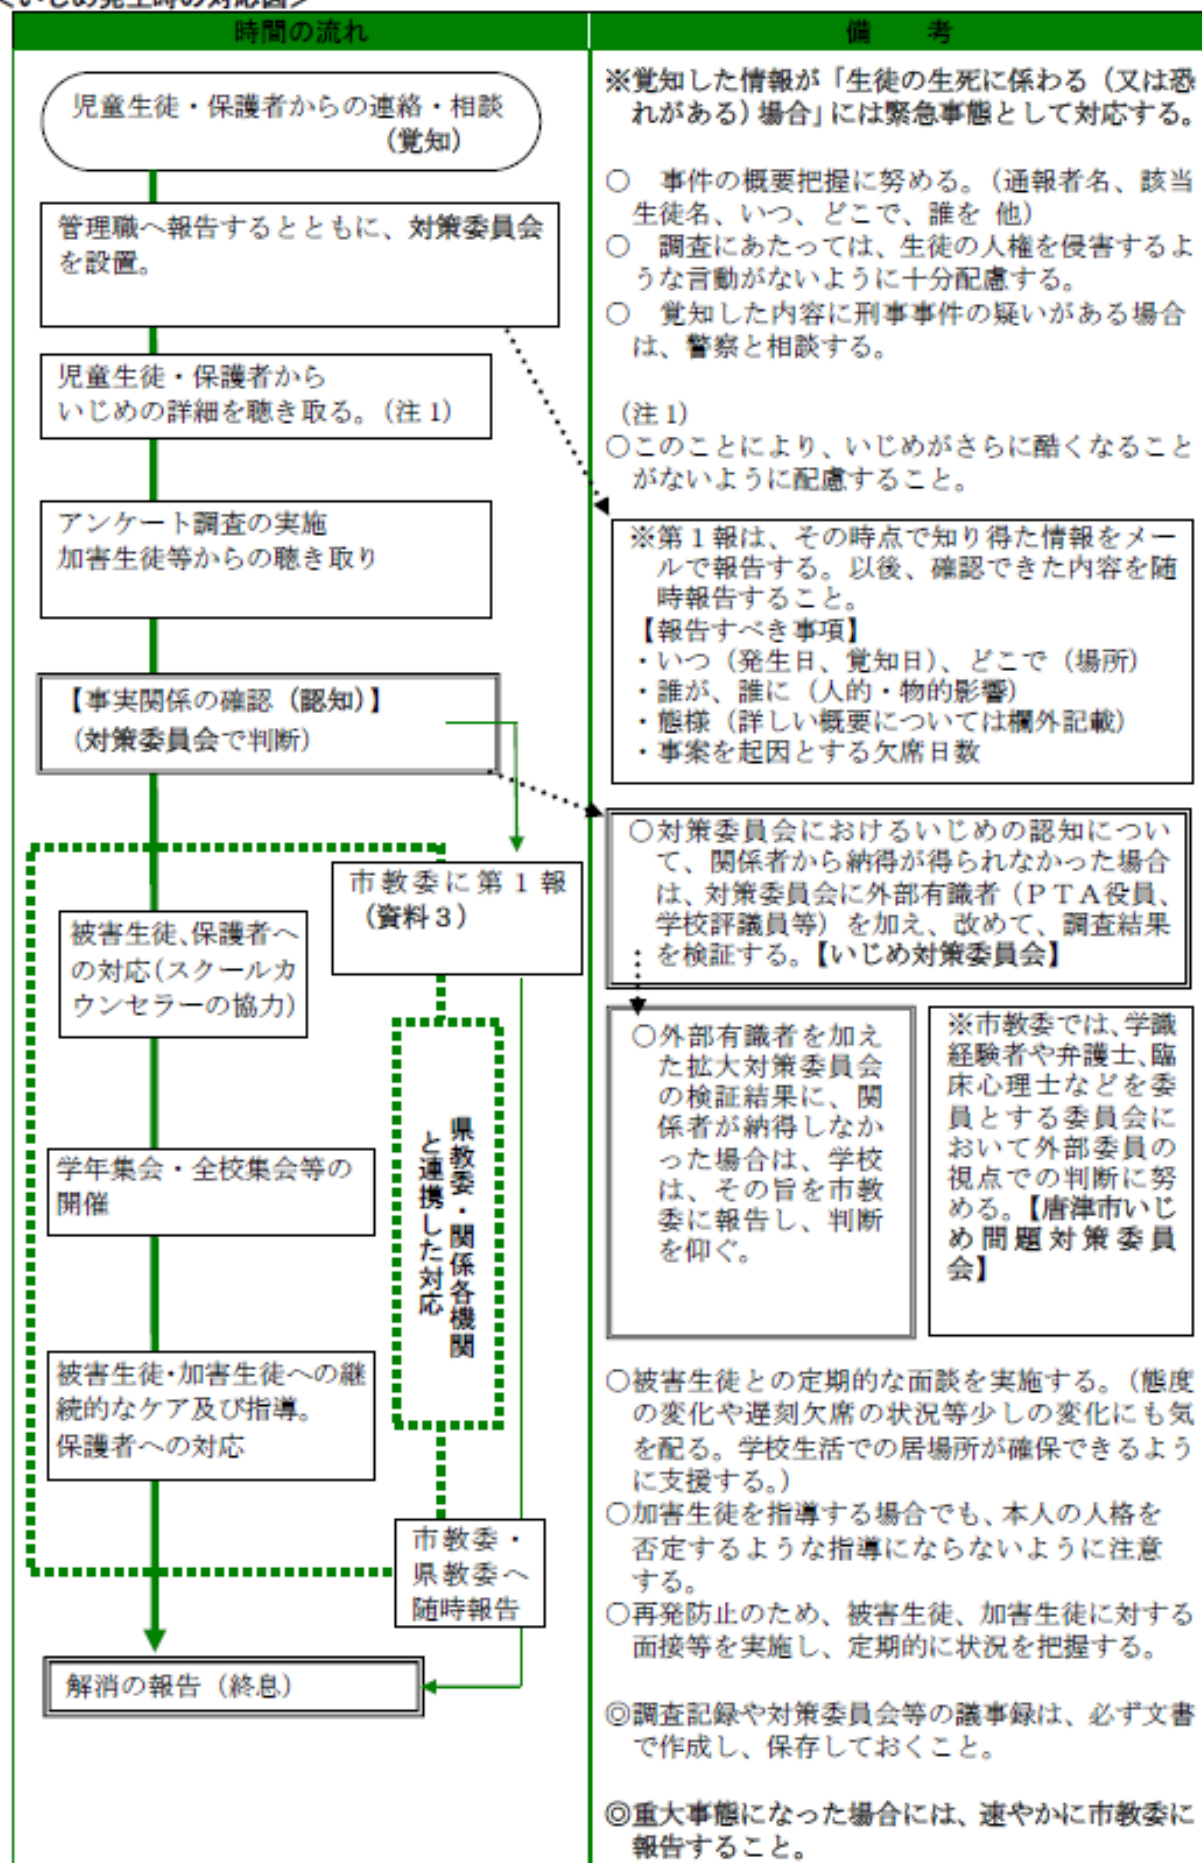 <いじめ発生時の対応図>
時間の流れ
児童生徒・保護者からの連絡・相談
(覚知)
管理職へ報告するとともに、対策委員会
を設置。
児童生徒・保護者から
いじめの詳細を聴き取る。(注1)
アンケート調査の実施
加害生徒等からの聴き取り
【事実関係の確認(認知)】
(対策委員会で判断)
市教委に第1報
(資料3)
被害生徒、保護者へ
の対応(スクールカ
ウンセラーの協力)
県教委・関係各機関
と連携した対応
学年集会・全校集会等の
開催
被害生徒・加害生徒への継
続的なケア及び指導。
保護者への対応
市教委・
県教委へ
随時報告
解消の報告(終息)
備 考
※覚知した情報が「生徒の生死に係わる(又は恐
れがある)場合」には緊急事態として対応する。
○ 事件の概要把握に努める。(通報者名、該当
生徒名、いつ、どこで、誰を 他)
○ 調査にあたっては、生徒の人権を侵害するよ
うな言動がないように十分配慮する。
○ 覚知した内容に刑事事件の疑いがある場合
は、警察と相談する。
(注1)
○このことにより、いじめがさらに酷くなること
がないように配慮すること。
※第1報は、その時点で知り得た情報をメー
ルで報告する。以後、確認できた内容を随
時報告すること。
【報告すべき事項】
・いつ(発生日、覚知日)、どこで(場所)
・誰が、誰に(人的・物的影響)
・態様(詳しい概要については欄外記載)
・事案を起因とする欠席日数
○対策委員会におけるいじめの認知につい
て、関係者から納得が得られなかった場合
は、対策委員会に外部有識者(PTA役員、
学校評議員等)を加え、改めて、調査結果
を検証する。【いじめ対策委員会】
○外部有識者を加え
た拡大対策委員会
の検証結果に、関
係者が納得しなか
った場合は、学校
は、その旨を市教
委に報告し、判断
を仰ぐ。
※市教委では、学識
経験者や弁護士、臨
床心理士などを委
員とする委員会に
おいて外部委員の
視点での判断に努
める。【唐津市いじ
め問題対策委員
会】
○被害生徒との定期的な面談を実施する。(態度
の変化や遅刻欠席の状況等少しの変化にも気
を配る。学校生活での居場所が確保できるよう
に支援する。)
○加害生徒を指導する場合でも、本人の人格を
否定するような指導にならないように注意
する。
○再発防止のため、被害生徒、加害生徒に対する
面接等を実施し、定期的に状況を把握する。
◎調査記録や対策委員会等の議事録は、必ず文書
で作成し、保存しておくこと。
◎重大事態になった場合には、速やかに市教委に
報告すること。